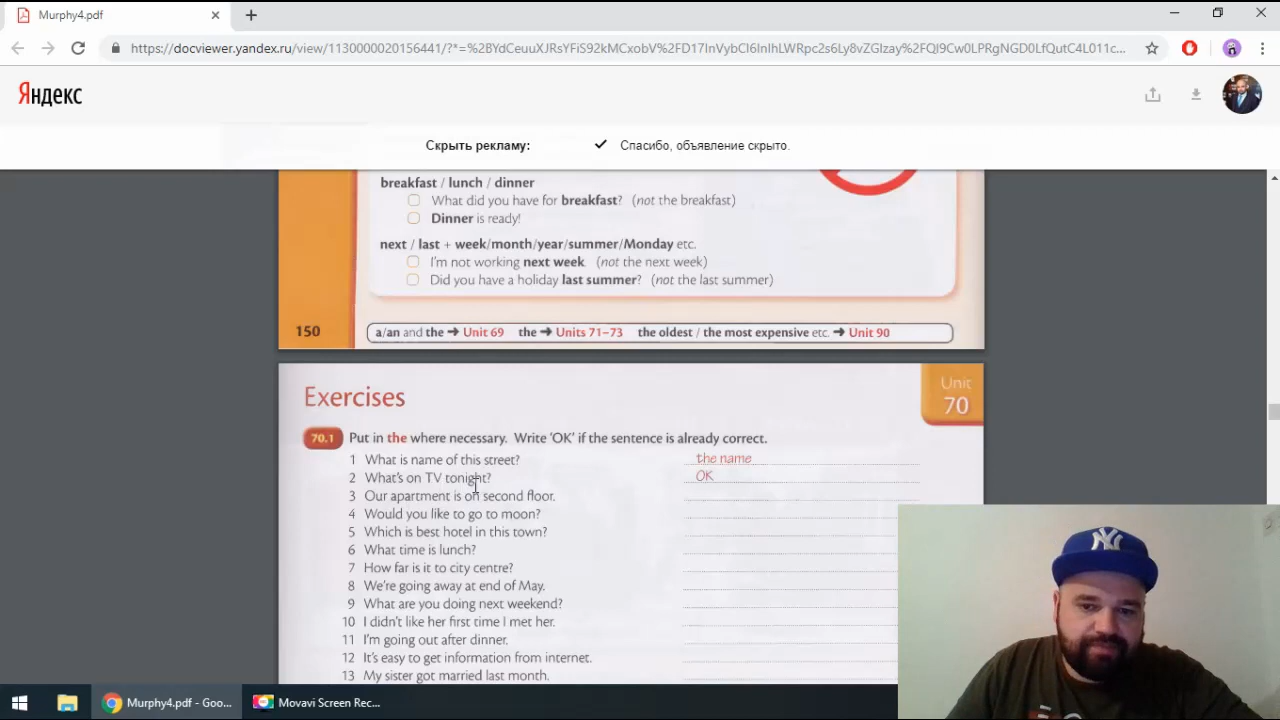 Murphy4.pdf
https://docviewer.yandex.ru/view/1130000020156441/?*=%2BYdCeuuXJRsYFiS92kMCxobV%2FD17InVybCI6InlhLWRpc2s6Ly8vZGlzay%2FQl9Cw0LPRgNGD0LfQutC4L011c...
Яндекс
Скрыть рекламу:
Спасибо, объявление скрыто.
breakfast / lunch / dinner
What did you have for breakfast? (not the breakfast)
Dinner is ready!
next / last + week/month/year/summer/Monday etc.
I'm not working next week. (not the next week)
Did you have a holiday last summer? (not the last summer)
150
a/an and the → Unit 69 the → Units 71–73 the oldest / the most expensive etc. → Unit 90
Exercises
Unit
70
70.1 Put in the where necessary. Write 'OK' if the sentence is already correct.
1 What is name of this street? the name
2 What's on TV tonight? OK
3 Our apartment is on second floor.
4 Would you like to go to moon?
5 Which is best hotel in this town?
6 What time is lunch?
7 How far is it to city centre?
8 We're going away at end of May.
9 What are you doing next weekend?
10 I didn't like her first time I met her.
11 I'm going out after dinner.
12 It's easy to get information from internet.
13 My sister got married last month.
NY
Murphy4.pdf - Goo...
Movavi Screen Rec...